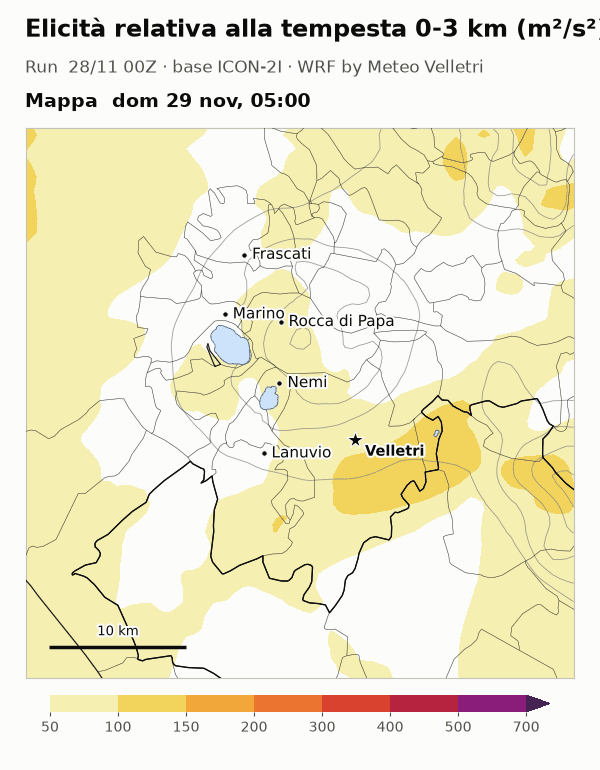 Elicità relativa alla tempesta 0-3 km (m²/s²)
Run  28/11 00Z · base ICON-2I · WRF by Meteo Velletri
Mappa  dom 29 nov, 05:00
Frascati
Marino
Rocca di Papa
Nemi
Velletri
Lanuvio
10 km
50 100 150 200 300 400 500 700